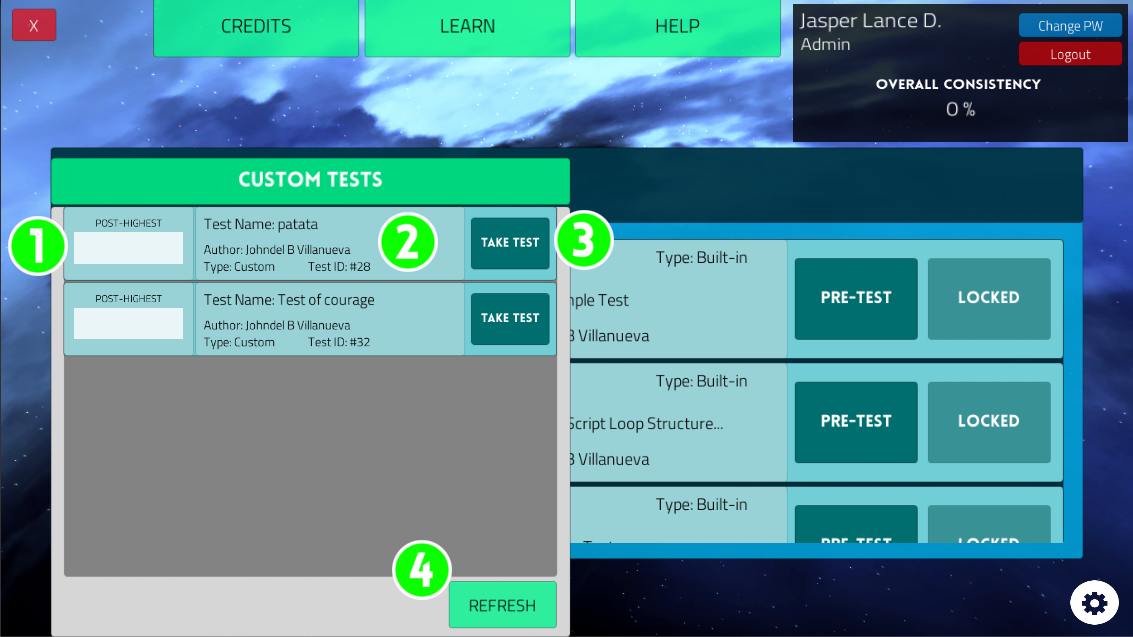 X
CREDITS
LEARN
HELP
Jasper Lance D.
Admin
Change PW
Logout
OVERALL CONSISTENCY
0 %
CUSTOM TESTS
1
POST-HIGHEST
Test Name: patata
Author: Johndel B Villanueva
Type: Custom Test ID: #28
2
TAKE TEST
3
POST-HIGHEST
Test Name: Test of courage
Author: Johndel B Villanueva
Type: Custom Test ID: #32
TAKE TEST
4
REFRESH
Type: Built-in
Test
Villanueva
PRE-TEST
LOCKED
Type: Built-in
Script Loop Structure...
B Villanueva
PRE-TEST
LOCKED
Type: Built-in
PRE-TEST
LOCKED